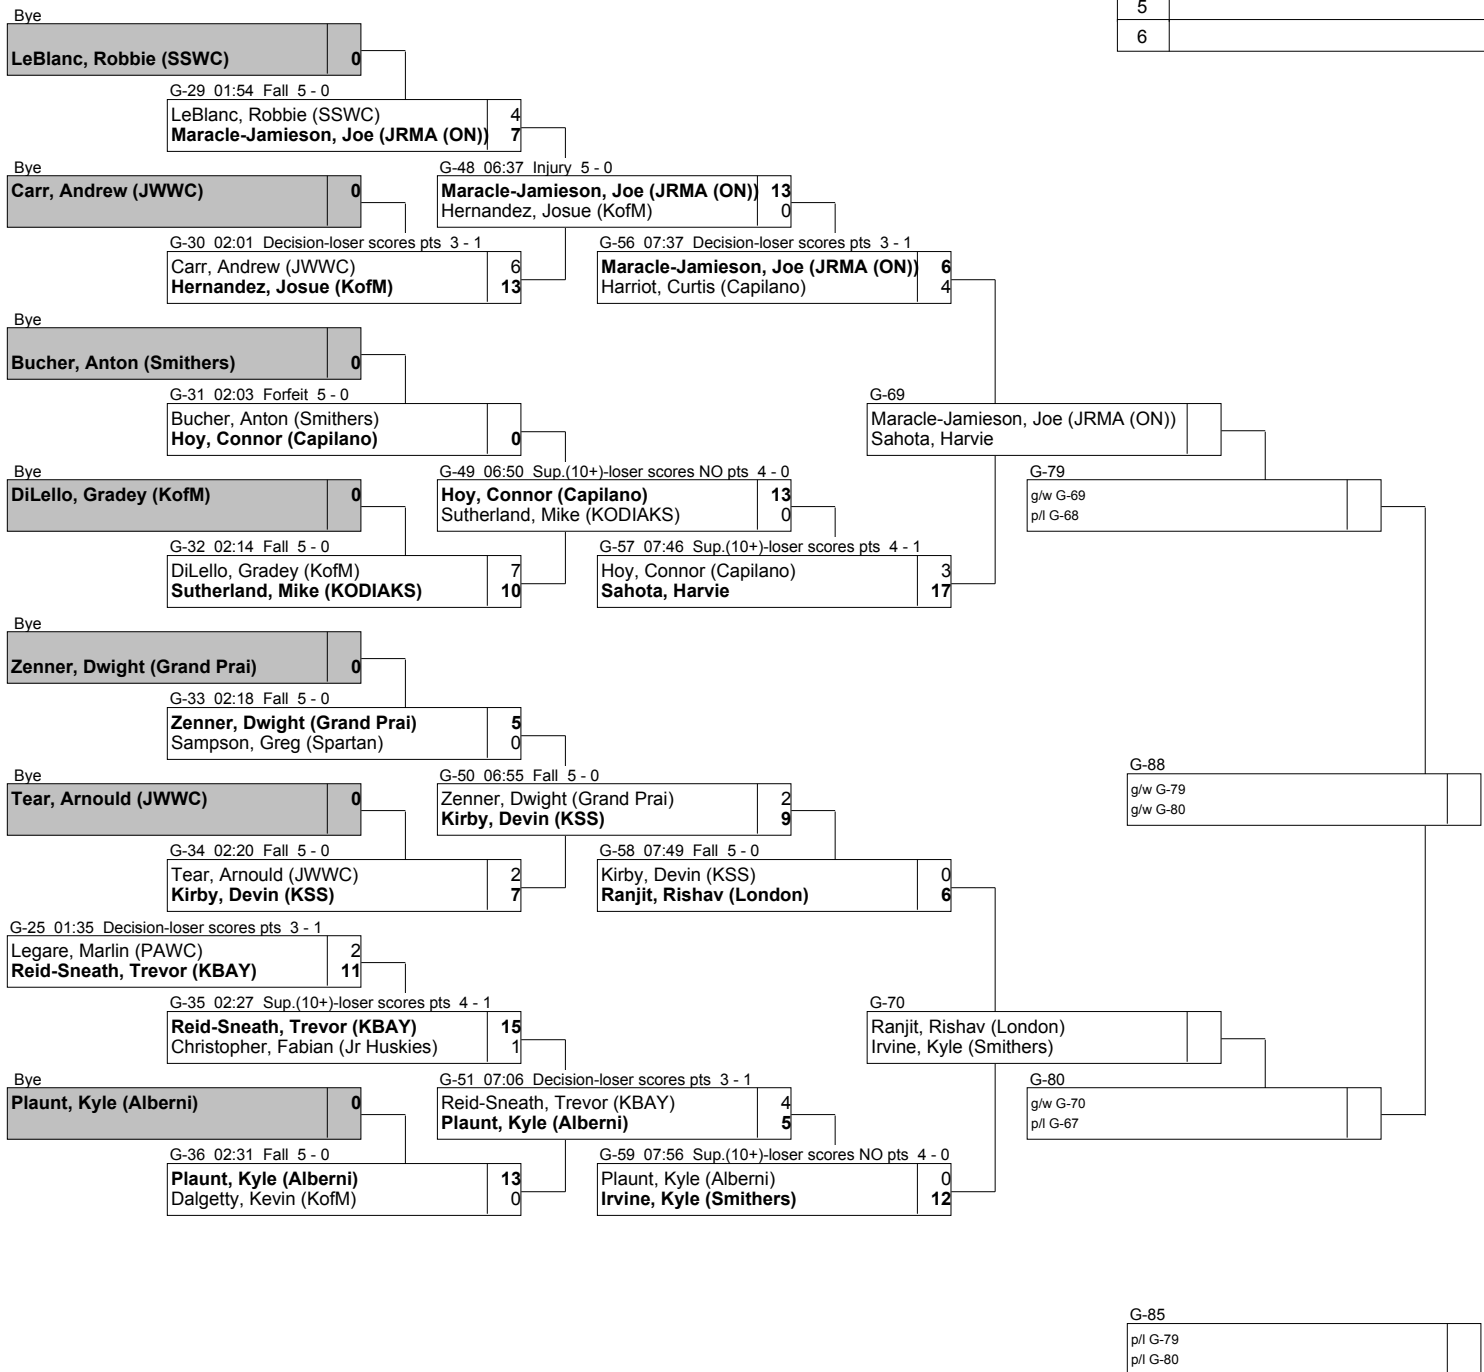 5
6
Bye
LeBlanc, Robbie (SSWC) 0
G-29 01:54 Fall 5 - 0
LeBlanc, Robbie (SSWC) 4
Maracle-Jamieson, Joe (JRMA (ON)) 7
Bye
Carr, Andrew (JWWC) 0
G-48 06:37 Injury 5 - 0
Maracle-Jamieson, Joe (JRMA (ON)) 13
Hernandez, Josue (KofM) 0
G-30 02:01 Decision-loser scores pts 3 - 1
Carr, Andrew (JWWC) 6
Hernandez, Josue (KofM) 13
G-56 07:37 Decision-loser scores pts 3 - 1
Maracle-Jamieson, Joe (JRMA (ON)) 6
Harriot, Curtis (Capilano) 4
Bye
Bucher, Anton (Smithers) 0
G-31 02:03 Forfeit 5 - 0
Bucher, Anton (Smithers)
Hoy, Connor (Capilano) 0
G-69
Maracle-Jamieson, Joe (JRMA (ON))
Sahota, Harvie
Bye
DiLello, Gradey (KofM) 0
G-49 06:50 Sup.(10+)-loser scores NO pts 4 - 0
Hoy, Connor (Capilano) 13
Sutherland, Mike (KODIAKS) 0
G-79
g/w G-69
p/l G-68
G-32 02:14 Fall 5 - 0
DiLello, Gradey (KofM) 7
Sutherland, Mike (KODIAKS) 10
G-57 07:46 Sup.(10+)-loser scores pts 4 - 1
Hoy, Connor (Capilano) 3
Sahota, Harvie 17
Bye
Zenner, Dwight (Grand Prai) 0
G-33 02:18 Fall 5 - 0
Zenner, Dwight (Grand Prai) 5
Sampson, Greg (Spartan) 0
Bye
Tear, Arnould (JWWC) 0
G-50 06:55 Fall 5 - 0
Zenner, Dwight (Grand Prai) 2
Kirby, Devin (KSS) 9
G-88
g/w G-79
g/w G-80
G-34 02:20 Fall 5 - 0
Tear, Arnould (JWWC) 2
Kirby, Devin (KSS) 7
G-58 07:49 Fall 5 - 0
Kirby, Devin (KSS) 0
Ranjit, Rishav (London) 6
G-25 01:35 Decision-loser scores pts 3 - 1
Legare, Marlin (PAWC) 2
Reid-Sneath, Trevor (KBAY) 11
G-35 02:27 Sup.(10+)-loser scores pts 4 - 1
Reid-Sneath, Trevor (KBAY) 15
Christopher, Fabian (Jr Huskies) 1
G-70
Ranjit, Rishav (London)
Irvine, Kyle (Smithers)
Bye
Plaunt, Kyle (Alberni) 0
G-51 07:06 Decision-loser scores pts 3 - 1
Reid-Sneath, Trevor (KBAY) 4
Plaunt, Kyle (Alberni) 5
G-80
g/w G-70
p/l G-67
G-36 02:31 Fall 5 - 0
Plaunt, Kyle (Alberni) 13
Dalgetty, Kevin (KofM) 0
G-59 07:56 Sup.(10+)-loser scores NO pts 4 - 0
Plaunt, Kyle (Alberni) 0
Irvine, Kyle (Smithers) 12
G-85
p/l G-79
p/l G-80